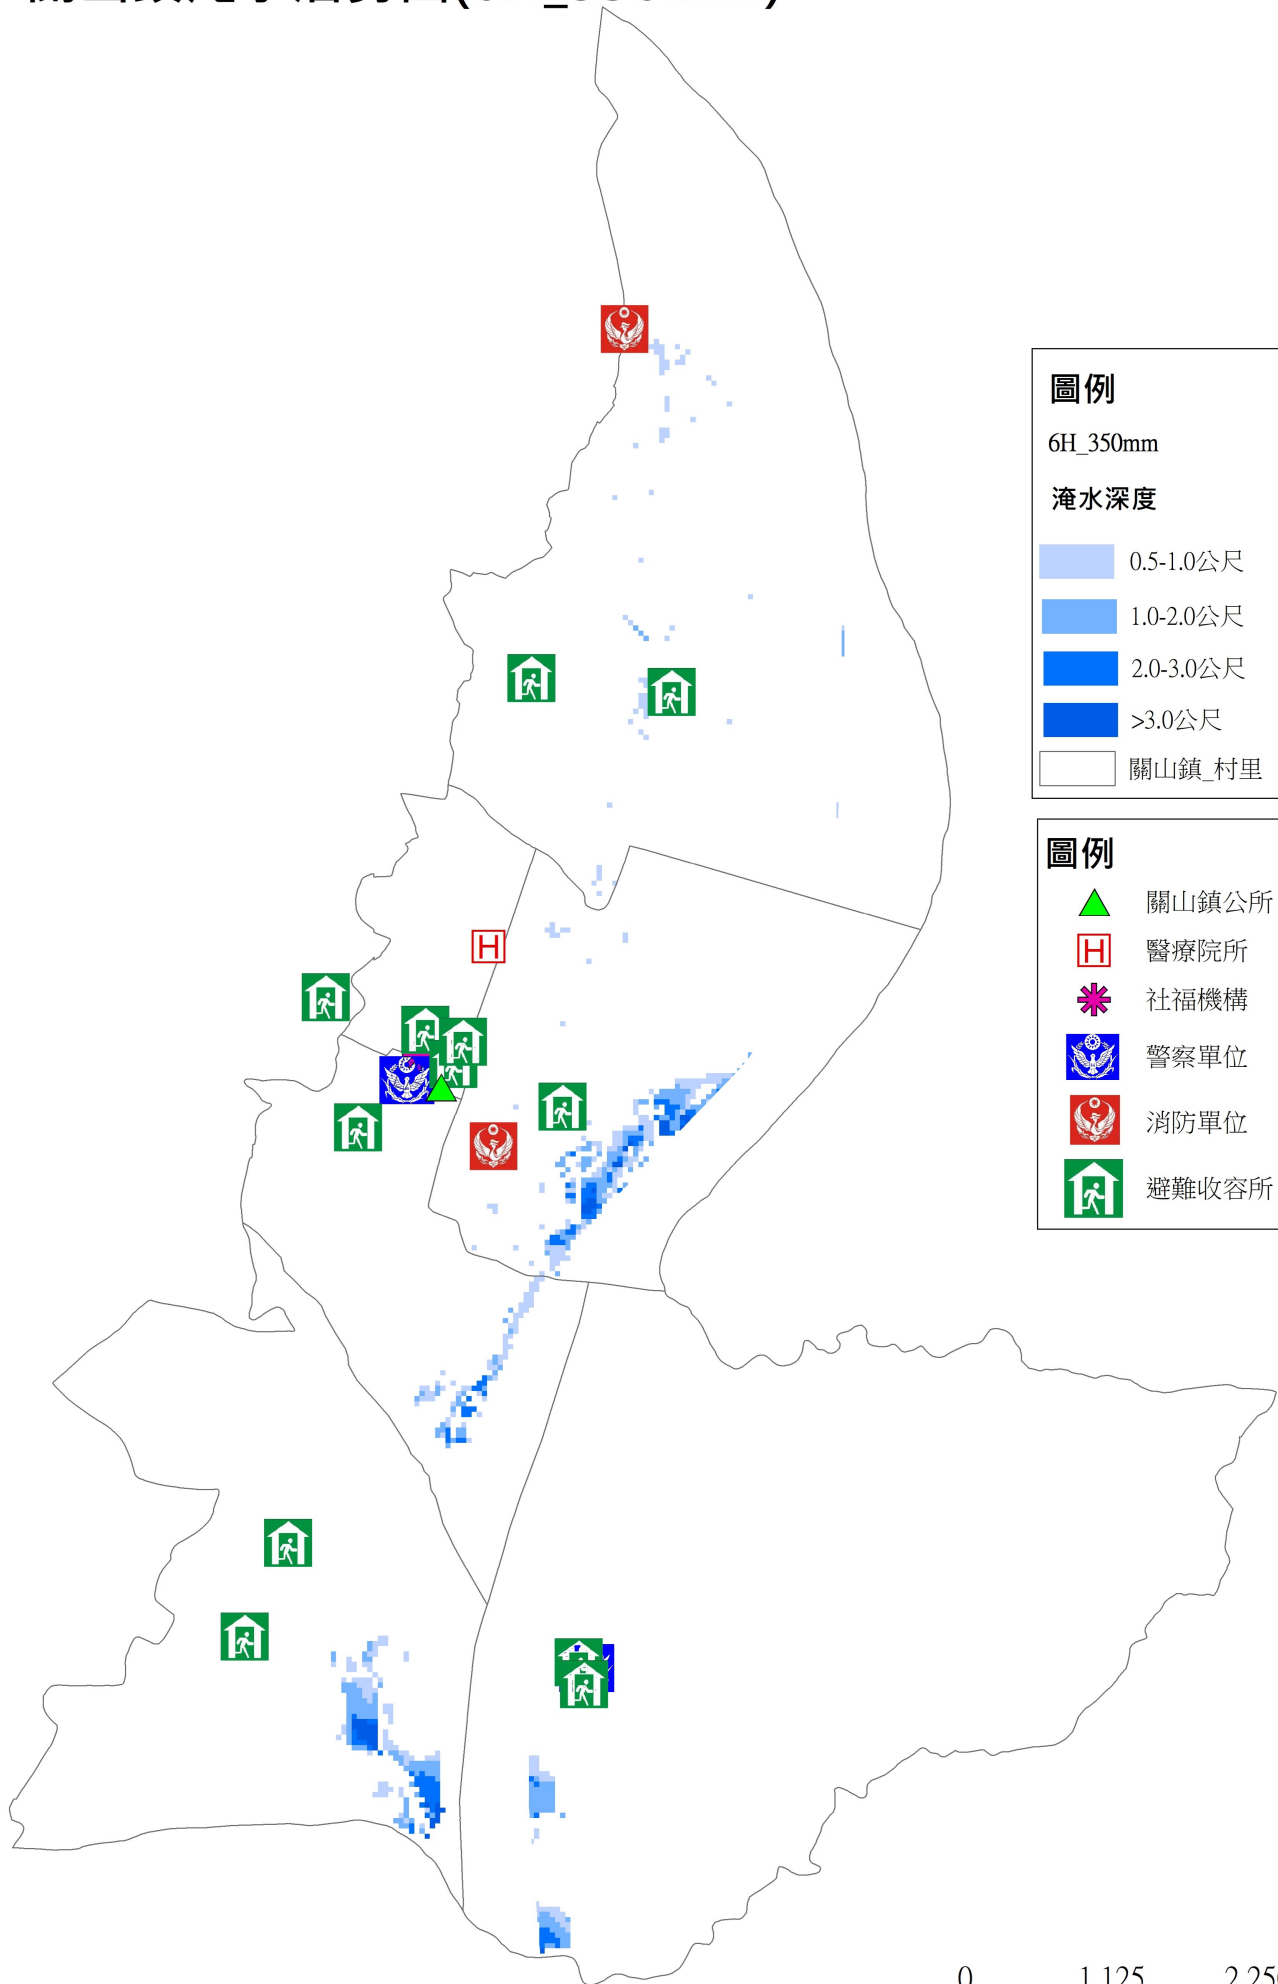 圖例
6H_350mm
淹水深度
0.5-1.0公尺
1.0-2.0公尺
2.0-3.0公尺
>3.0公尺
關山鎮_村里
圖例
關山鎮公所
H 醫療院所
社福機構
警察單位
消防單位
避難收容所
H
0 1,125